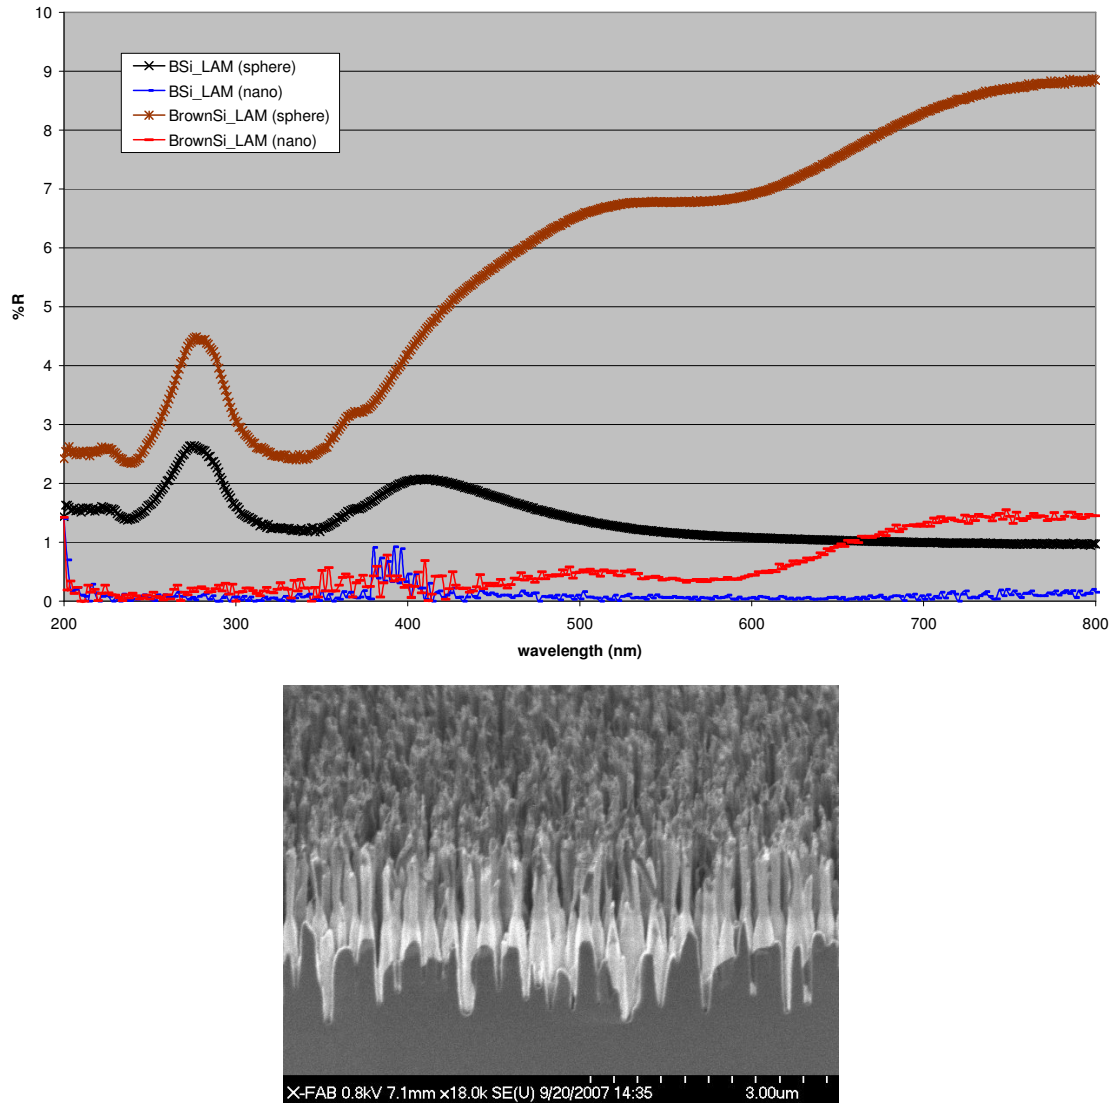 10
9
8
7
6
5
4
3
2
1
0
%R
BSi_LAM (sphere)
BSi_LAM (nano)
BrownSi_LAM (sphere)
BrownSi_LAM (nano)
200 300 400 500 600 700 800
wavelength (nm)
X-FAB 0.8kV 7.1mm x18.0k SE(U) 9/20/2007 14:35 3.00um